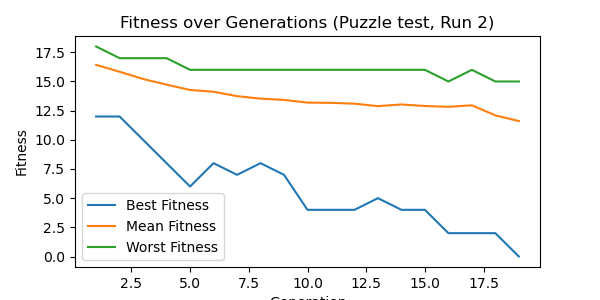 Fitness over Generations (Puzzle test, Run 2)
Fitness
17.5
15.0
12.5
10.0
7.5
5.0
2.5
0.0
Best Fitness
Mean Fitness
Worst Fitness
2.5 5.0 7.5 10.0 12.5 15.0 17.5
Generation